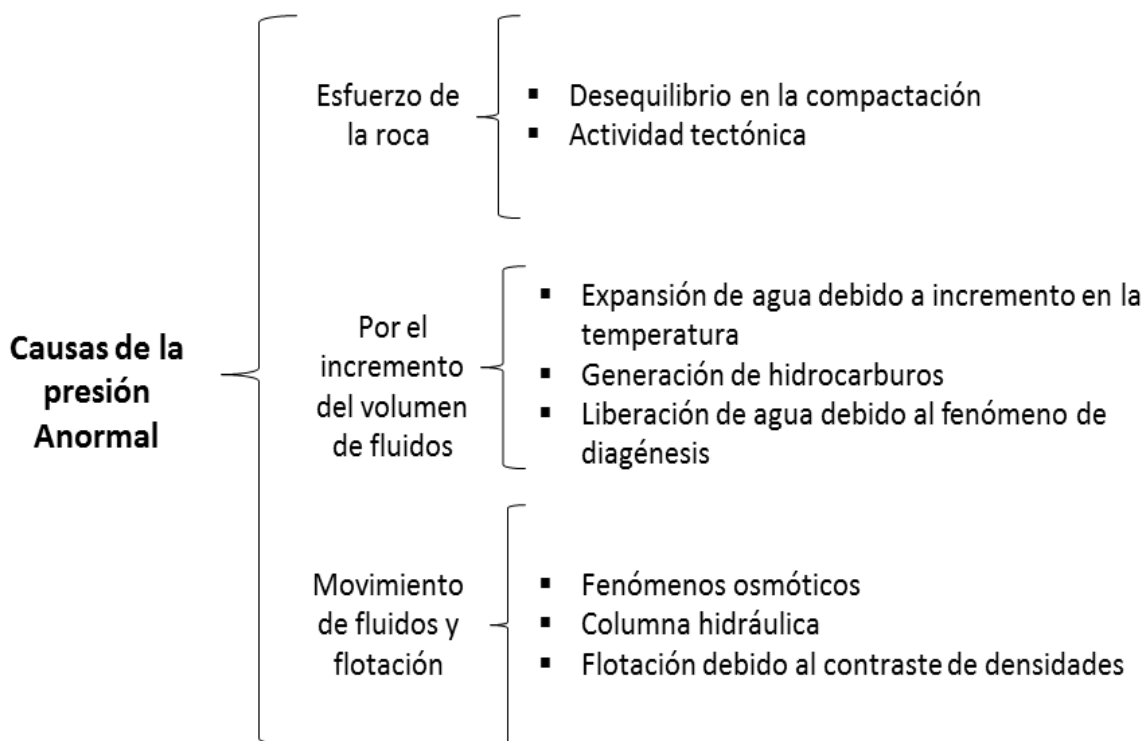 Causas de la
presión
Anormal
Esfuerzo de
la roca
▪ Desequilibrio en la compactación
▪ Actividad tectónica
Por el
incremento
del volumen
de fluidos
▪ Expansión de agua debido a incremento en la
temperatura
▪ Generación de hidrocarburos
▪ Liberación de agua debido al fenómeno de
diagénesis
Movimiento
de fluidos y
flotación
▪ Fenómenos osmóticos
▪ Columna hidráulica
▪ Flotación debido al contraste de densidades